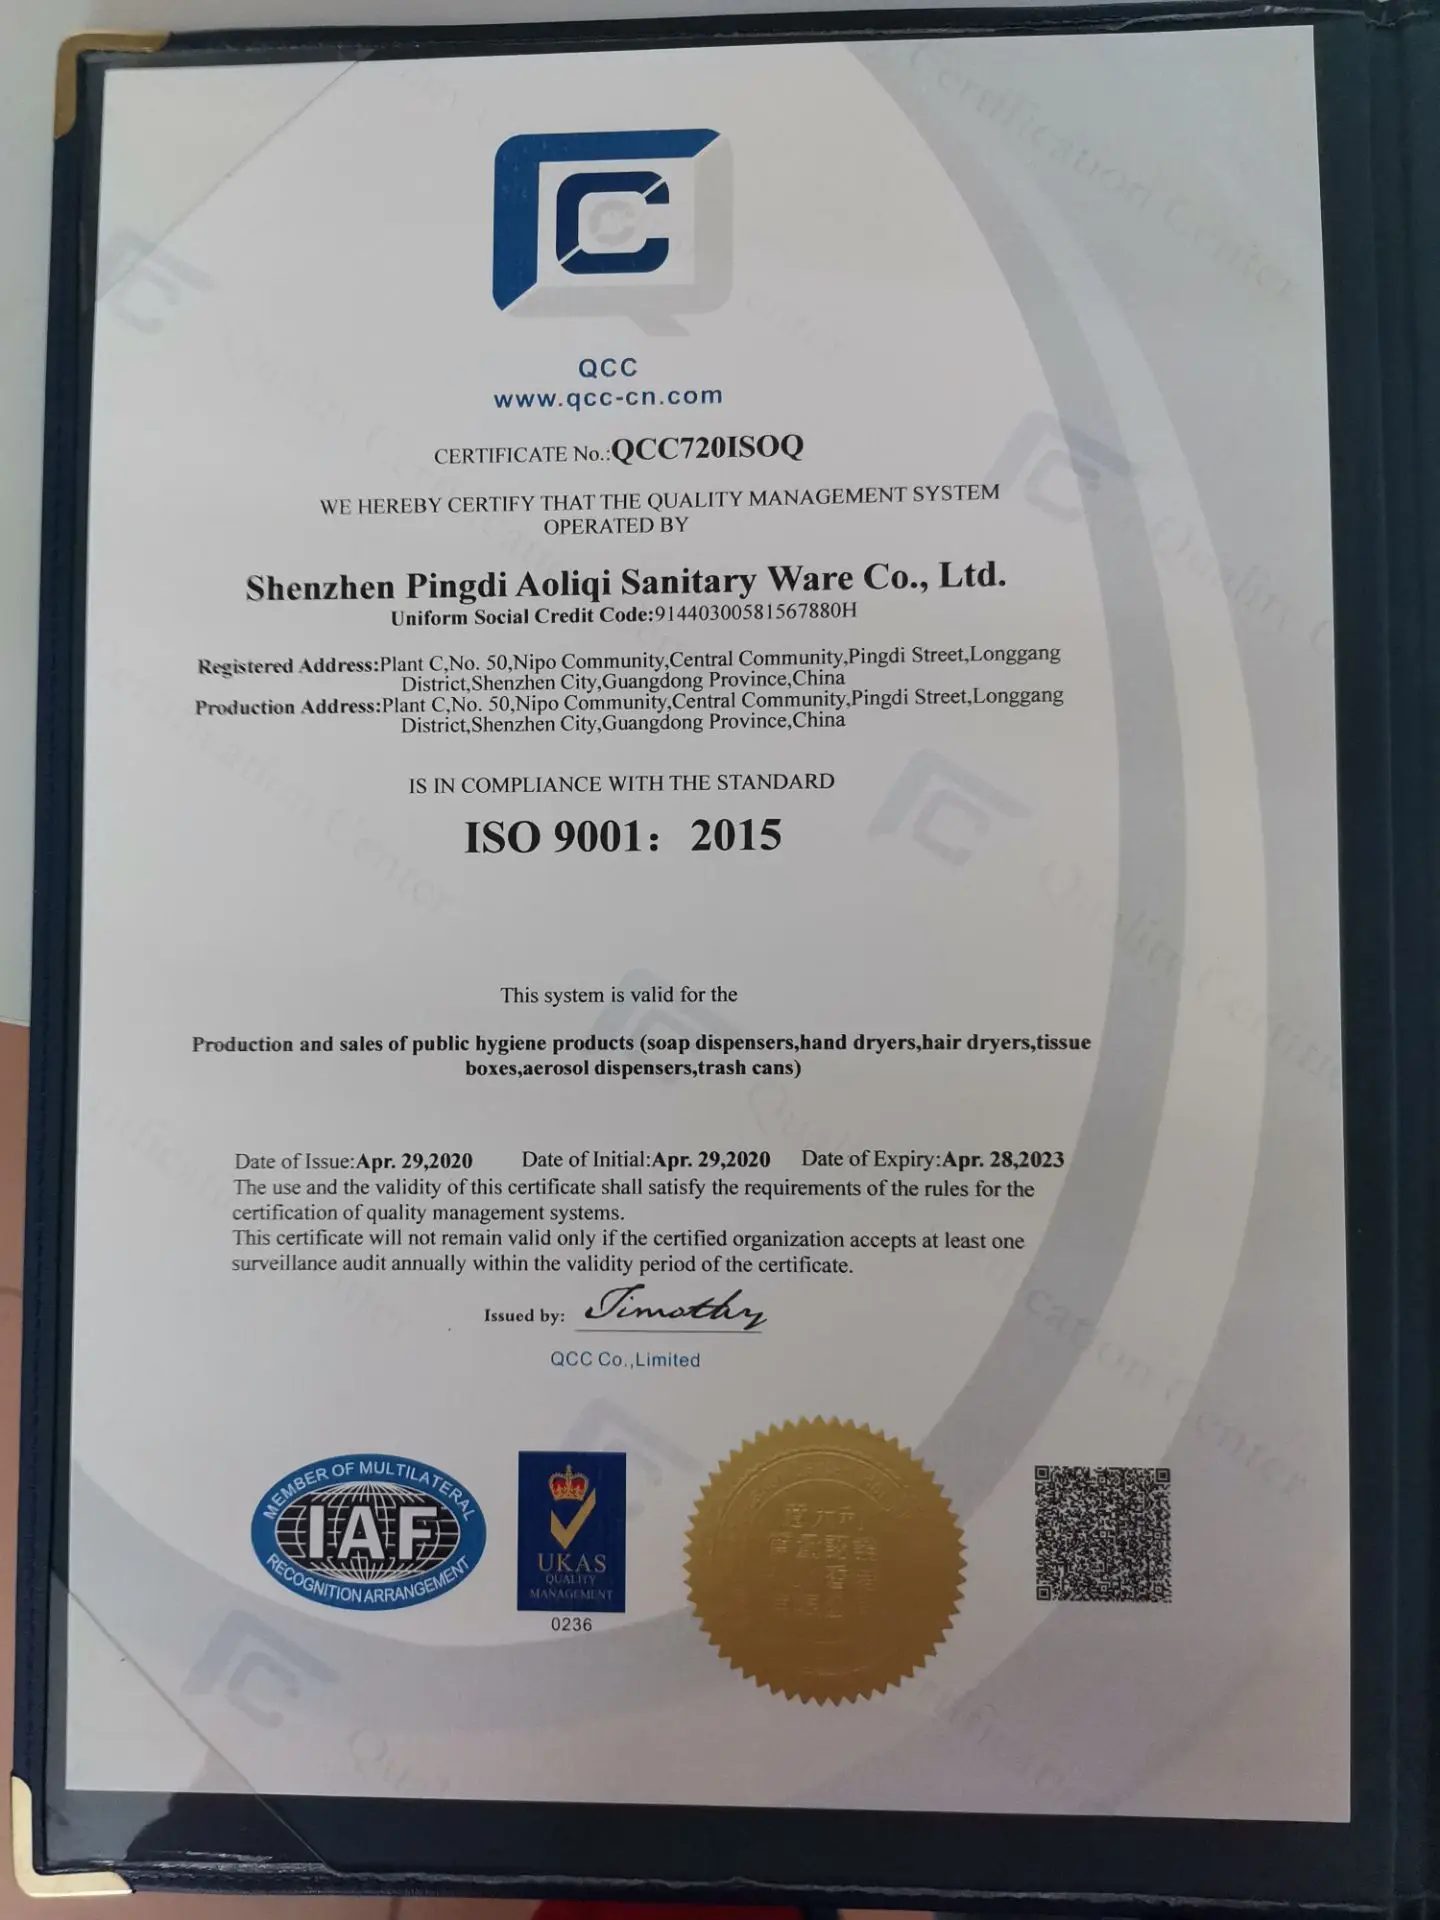 QCC
www.qcc-cn.com
CERTIFICATE No.:QCC720ISOQ
WE HEREBY CERTIFY THAT THE QUALITY MANAGEMENT SYSTEM
OPERATED BY
Shenzhen Pingdi Aoliqi Sanitary Ware Co., Ltd.
Uniform Social Credit Code:91440300581567880H
Registered Address:Plant C,No. 50,Nipo Community,Central Community,Pingdi Street,Longgang
District,Shenzhen City,Guangdong Province,China
Production Address:Plant C,No. 50,Nipo Community,Central Community,Pingdi Street,Longgang
District,Shenzhen City,Guangdong Province,China
IS IN COMPLIANCE WITH THE STANDARD
ISO 9001：2015
This system is valid for the
Production and sales of public hygiene products (soap dispensers,hand dryers,hair dryers,tissue
boxes,aerosol dispensers,trash cans)
Date of Issue:Apr. 29,2020 Date of Initial:Apr. 29,2020 Date of Expiry:Apr. 28,2023
The use and the validity of this certificate shall satisfy the requirements of the rules for the
certification of quality management systems.
This certificate will not remain valid only if the certified organization accepts at least one
surveillance audit annually within the validity period of the certificate.
Issued by: Timothy
QCC Co.,Limited
MEMBER OF MULTILATERAL
IAF
RECOGNITION ARRANGEMENT
UKAS
QUALITY
MANAGEMENT
0236